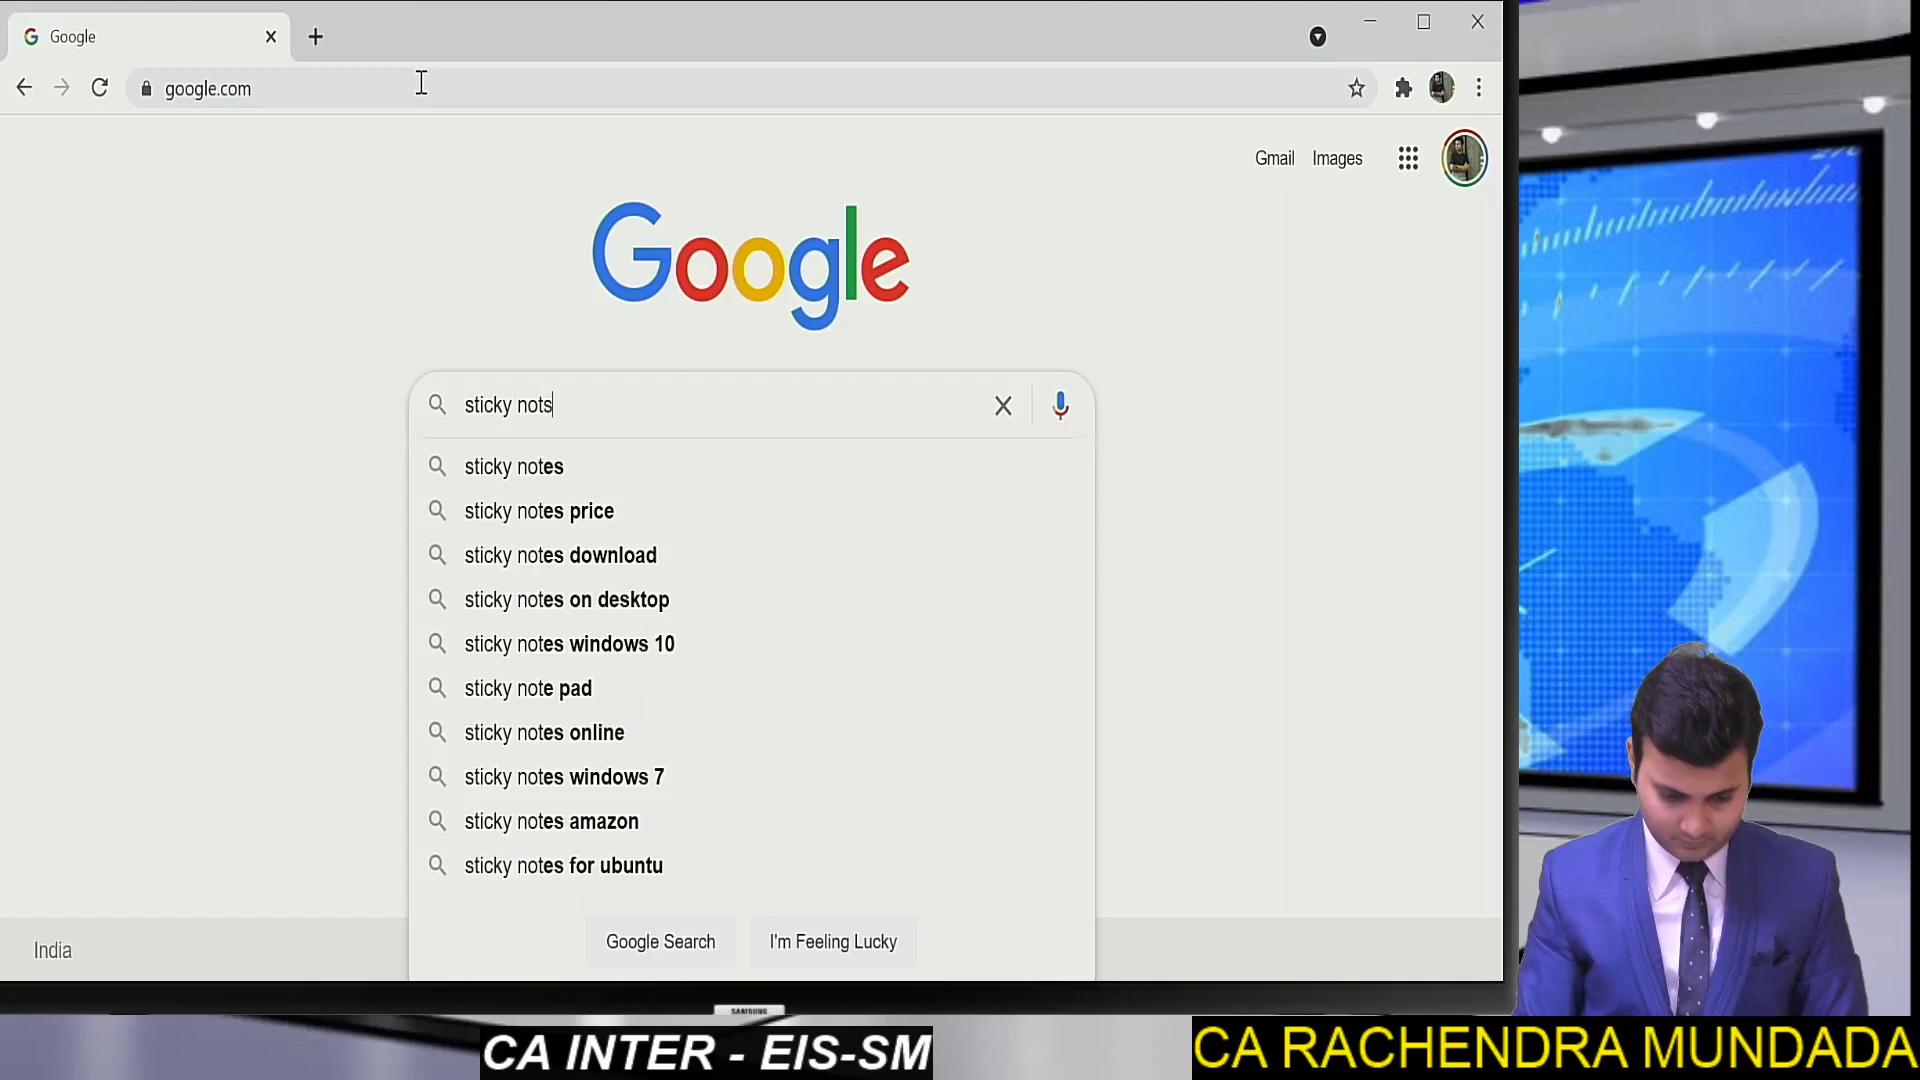 Google
google.com
Gmail Images
Google
sticky nots
sticky notes
sticky notes price
sticky notes download
sticky notes on desktop
sticky notes windows 10
sticky note pad
sticky notes online
sticky notes windows 7
sticky notes amazon
sticky notes for ubuntu
Google Search I'm Feeling Lucky
India
SAMSUNG
CA INTER - EIS-SM
CA RACHENDRA MUNDADA